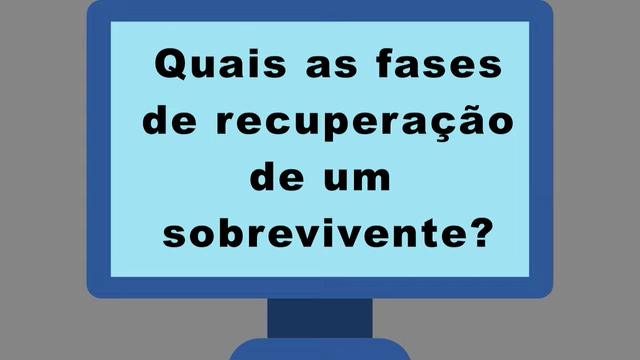 Quais as fases
de recuperação
de um
sobrevivente?